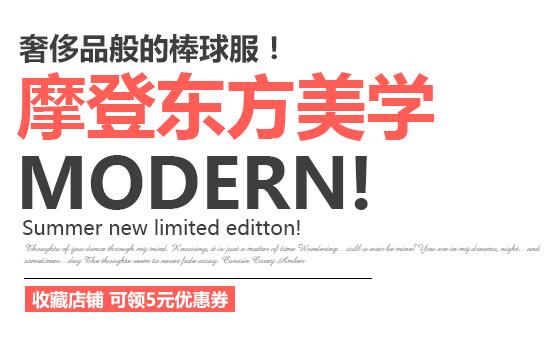 奢侈品般的棒球服！
摩登东方美学
MODERN!
Summer new limited editton!
Thoughts of you dance through my mind. Knowing, it is just a matter of time. Wondering... will u ever be mine? You are in my dreams, night... and
sometimes... day. The thoughts seem to never fade away. Cousin Carey Amber
收藏店铺 可领5元优惠券